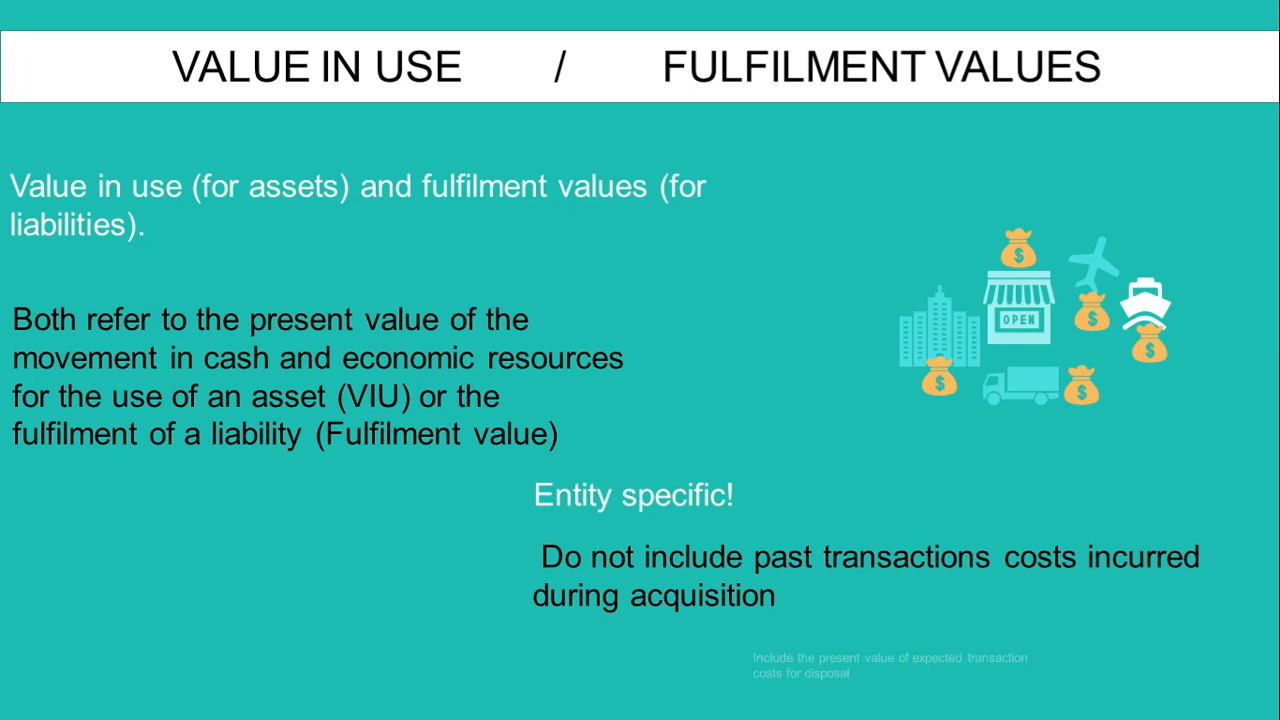 VALUE IN USE / FULFILMENT VALUES
Value in use (for assets) and fulfilment values (for
liabilities).
OPEN
Both refer to the present value of the
movement in cash and economic resources
for the use of an asset (VIU) or the
fulfilment of a liability (Fulfilment value)
$
$
$
$
$
Entity specific!
Do not include past transactions costs incurred
during acquisition
Include the present value of expected transaction
costs for disposal